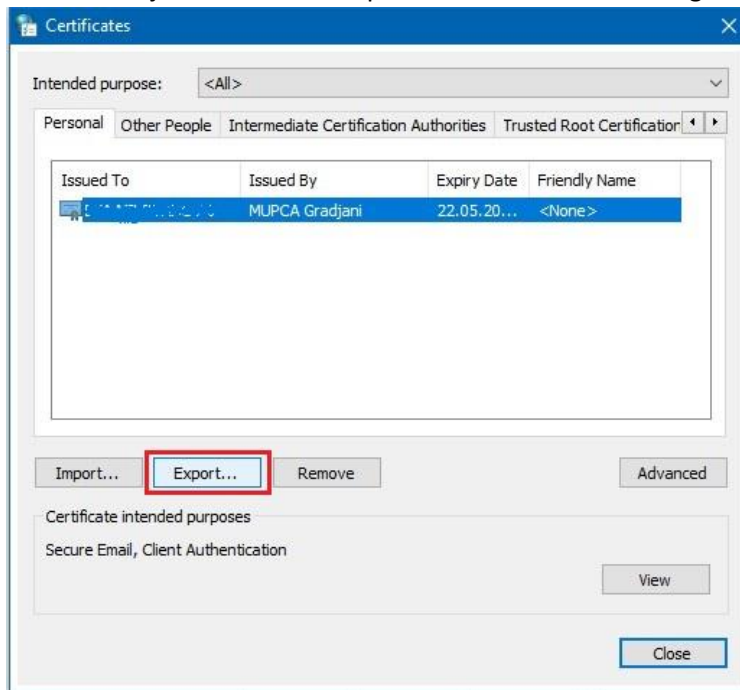 Certificates
Intended purpose: <All>
Personal Other People Intermediate Certification Authorities Trusted Root Certification
Issued To Issued By Expiry Date Friendly Name
MUPCA Gradjani 22.05.20... <None>
Import... Export... Remove Advanced
Certificate intended purposes
Secure Email, Client Authentication
View
Close